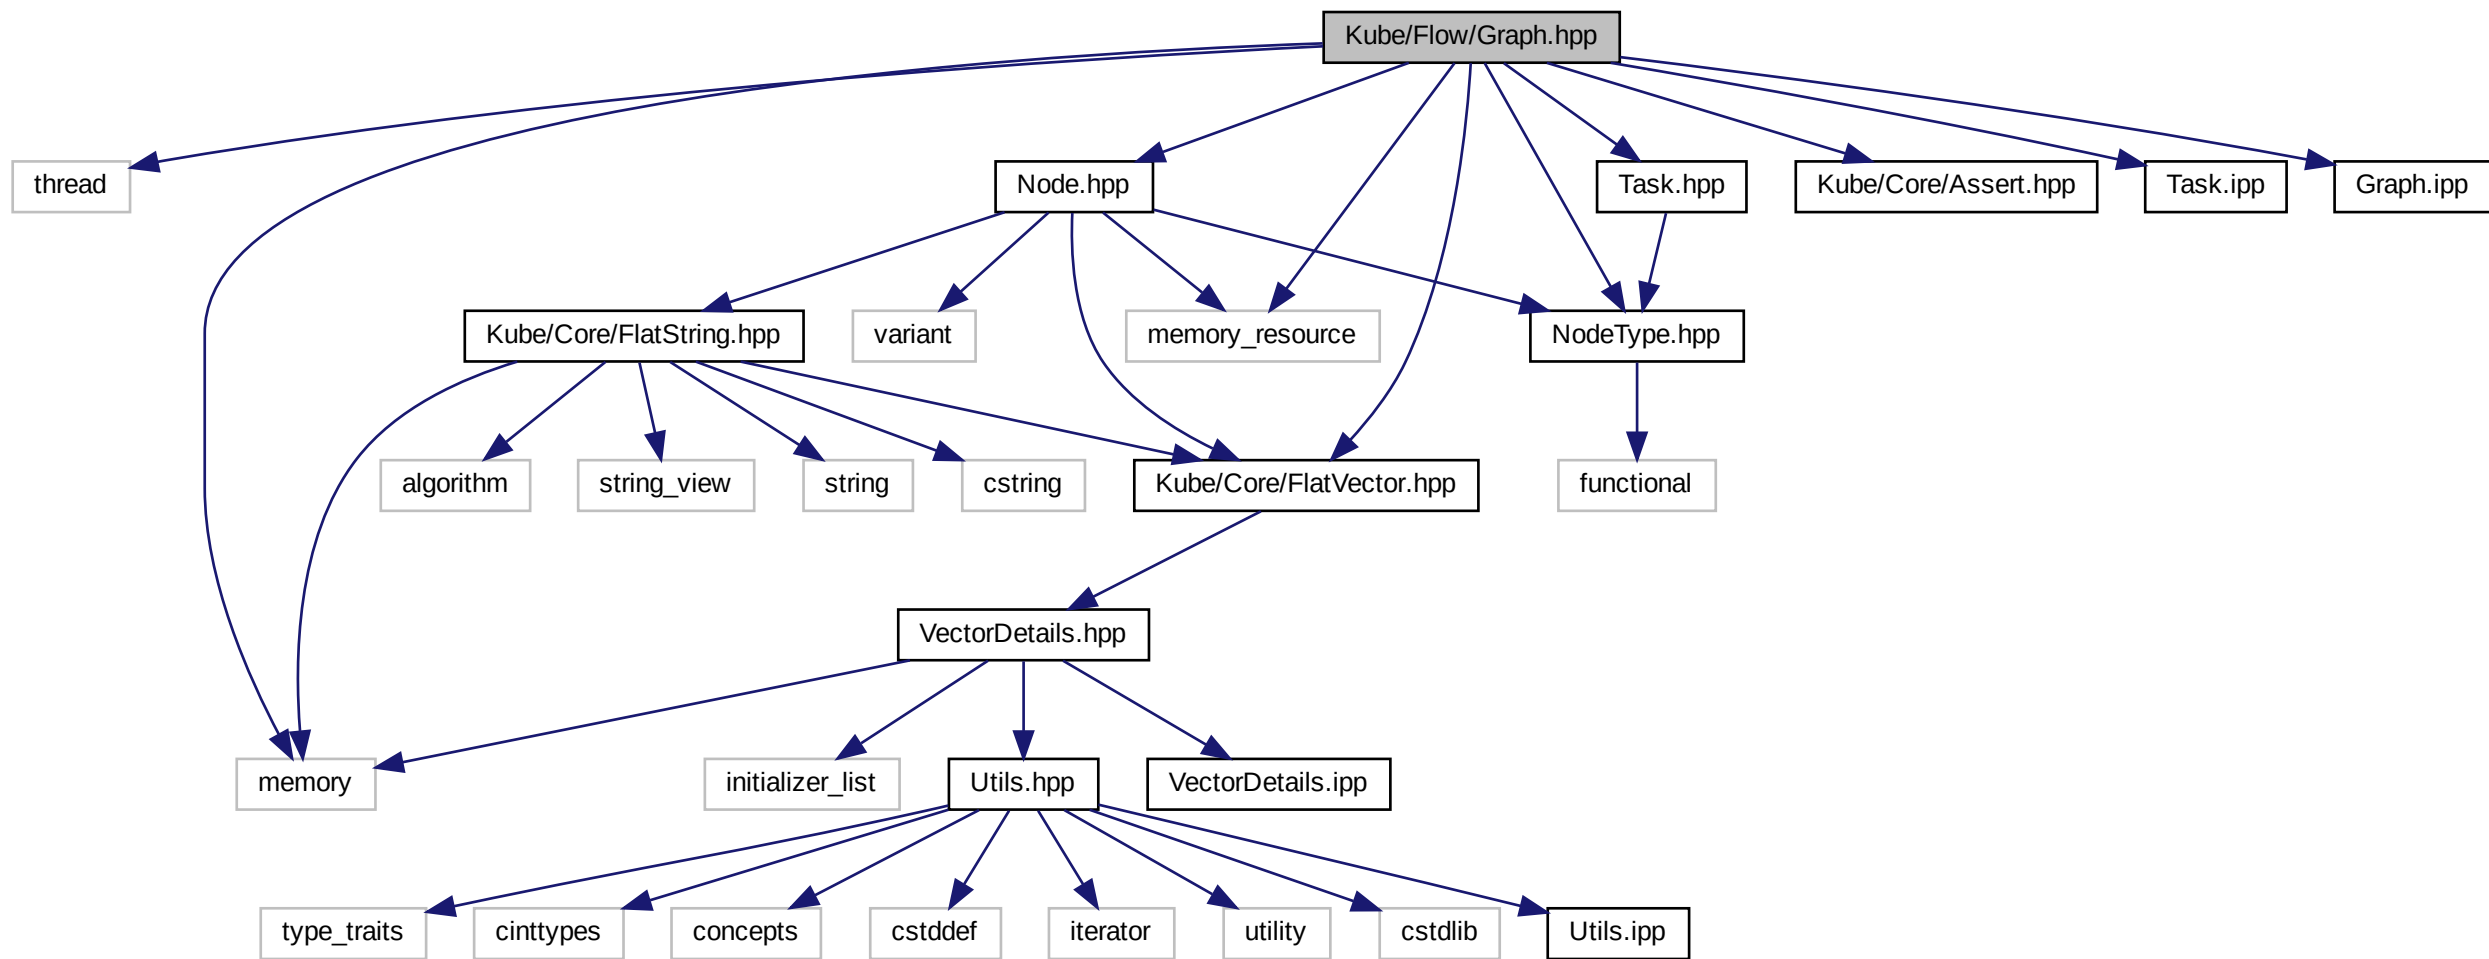 Kube/Flow/Graph.hpp
thread
Node.hpp
Task.hpp
Kube/Core/Assert.hpp
Task.ipp
Graph.ipp
Kube/Core/FlatString.hpp
variant
memory_resource
NodeType.hpp
algorithm
string_view
string
cstring
Kube/Core/FlatVector.hpp
functional
VectorDetails.hpp
memory
initializer_list
Utils.hpp
VectorDetails.ipp
type_traits
cinttypes
concepts
cstddef
iterator
utility
cstdlib
Utils.ipp